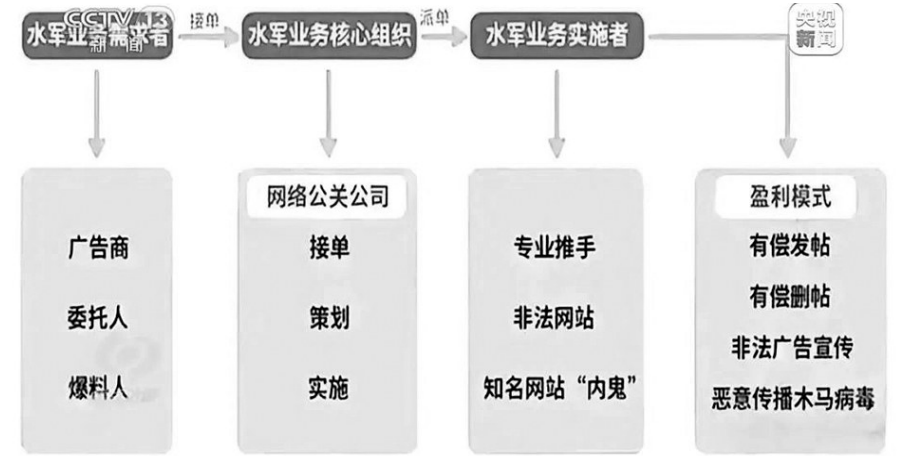 CCTV 13
新闻
水军业务需求者
接单
水军业务核心组织
派单
水军业务实施者
央视
新闻
广告商
委托人
爆料人
网络公关公司
接单
策划
实施
专业推手
非法网站
知名网站“内鬼”
盈利模式
有偿发帖
有偿删帖
非法广告宣传
恶意传播木马病毒